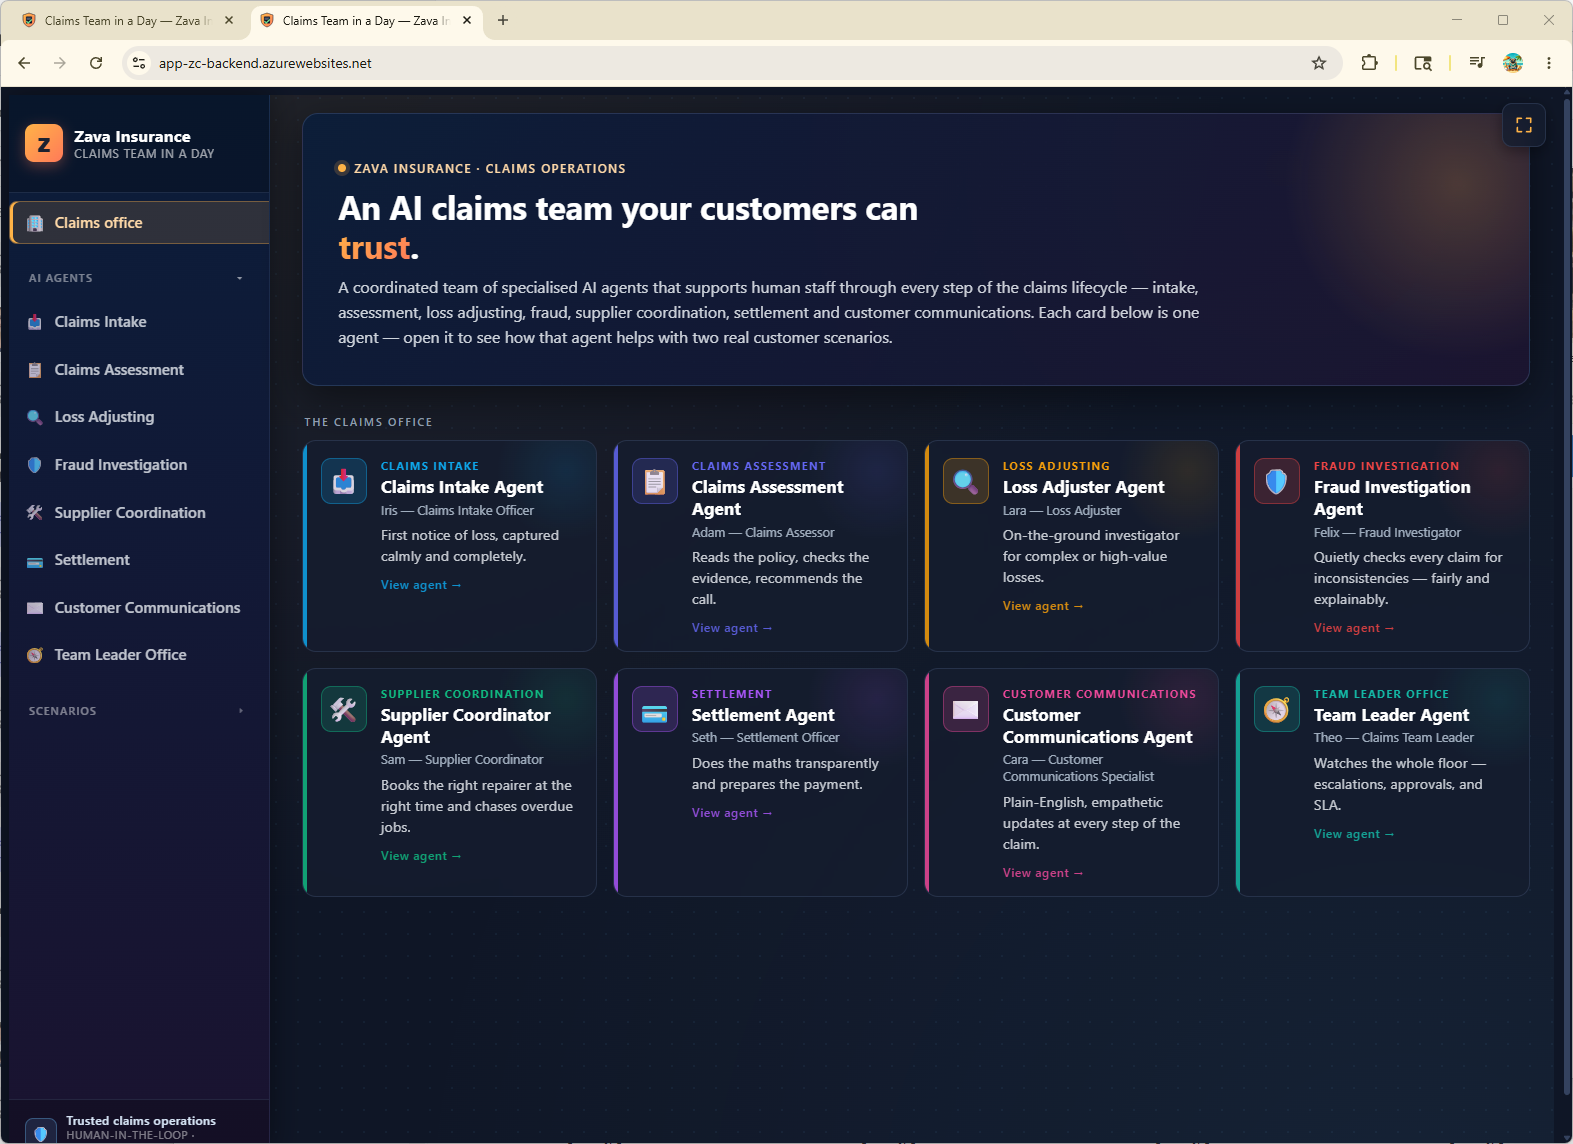 Claims Team in a Day — Zava In
Claims Team in a Day — Zava In
app-zc-backend.azurewebsites.net
Z
Zava Insurance
CLAIMS TEAM IN A DAY
Claims office
AI AGENTS
Claims Intake
Claims Assessment
Loss Adjusting
Fraud Investigation
Supplier Coordination
Settlement
Customer Communications
Team Leader Office
SCENARIOS
Trusted claims operations
HUMAN-IN-THE-LOOP ·
ZAVA INSURANCE · CLAIMS OPERATIONS
An AI claims team your customers can
trust.
A coordinated team of specialised AI agents that supports human staff through every step of the claims lifecycle — intake,
assessment, loss adjusting, fraud, supplier coordination, settlement and customer communications. Each card below is one
agent — open it to see how that agent helps with two real customer scenarios.
THE CLAIMS OFFICE
CLAIMS INTAKE
Claims Intake Agent
Iris — Claims Intake Officer
First notice of loss, captured
calmly and completely.
View agent →
CLAIMS ASSESSMENT
Claims Assessment
Agent
Adam — Claims Assessor
Reads the policy, checks the
evidence, recommends the
call.
View agent →
LOSS ADJUSTING
Loss Adjuster Agent
Lara — Loss Adjuster
On-the-ground investigator
for complex or high-value
losses.
View agent →
FRAUD INVESTIGATION
Fraud Investigation
Agent
Felix — Fraud Investigator
Quietly checks every claim for
inconsistencies — fairly and
explainably.
View agent →
SUPPLIER COORDINATION
Supplier Coordinator
Agent
Sam — Supplier Coordinator
Books the right repairer at the
right time and chases overdue
jobs.
View agent →
SETTLEMENT
Settlement Agent
Seth — Settlement Officer
Does the maths transparently
and prepares the payment.
View agent →
CUSTOMER COMMUNICATIONS
Customer
Communications Agent
Cara — Customer
Communications Specialist
Plain-English, empathetic
updates at every step of the
claim.
View agent →
TEAM LEADER OFFICE
Team Leader Agent
Theo — Claims Team Leader
Watches the whole floor —
escalations, approvals, and
SLA.
View agent →